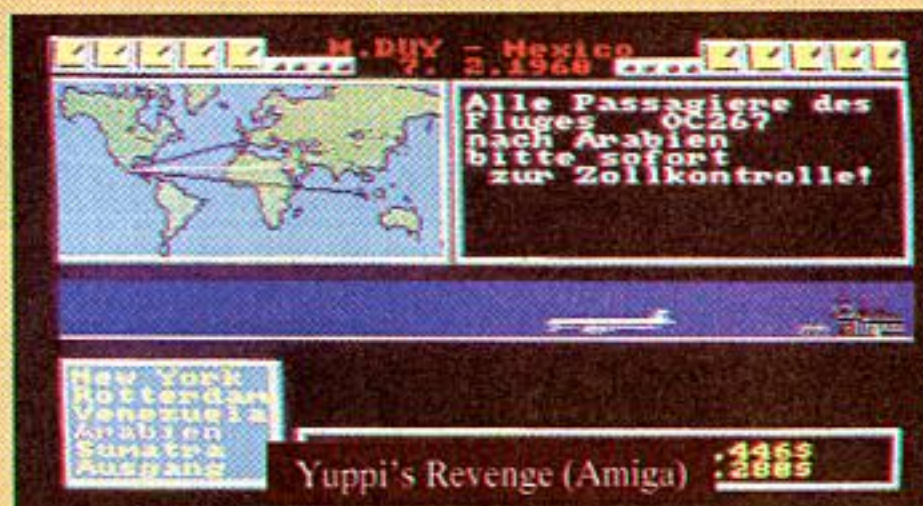 M.DUY - Mexico
7. 2.1960
Alle Passagiere des
Fluges OC267
nach Arabien
bitte sofort
zur Zollkontrolle!
New York
Rotterdam
Venezuela
Arabien
Sumatra
Ausgang
.446$
.288$
Yuppi's Revenge (Amiga)